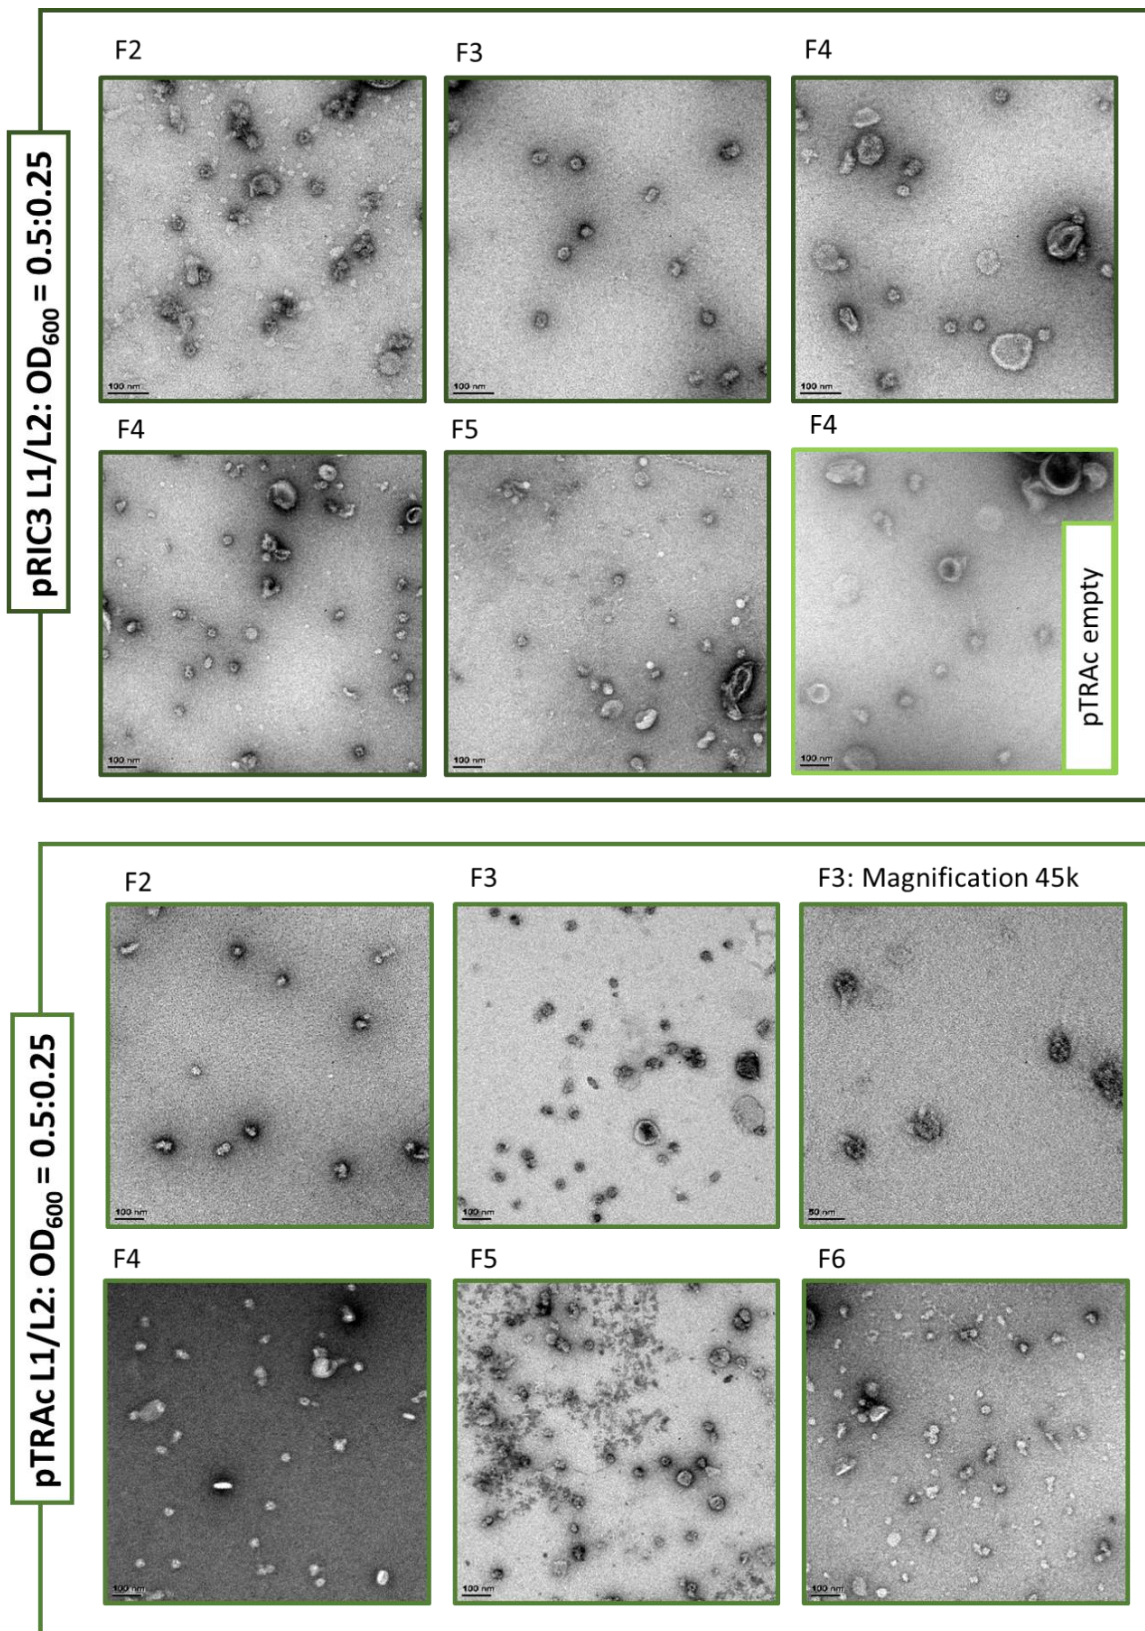 pRIC3 L1/L2: OD600 = 0.5:0.25
F2
F3
F4
100 nm
100 nm
100 nm
F4
F5
F4
100 nm
100 nm
100 nm
pTRAc empty
pTRAc L1/L2: OD600 = 0.5:0.25
F2
F3
F3: Magnification 45k
100 nm
100 nm
50 nm
F4
F5
F6
100 nm
100 nm
100 nm